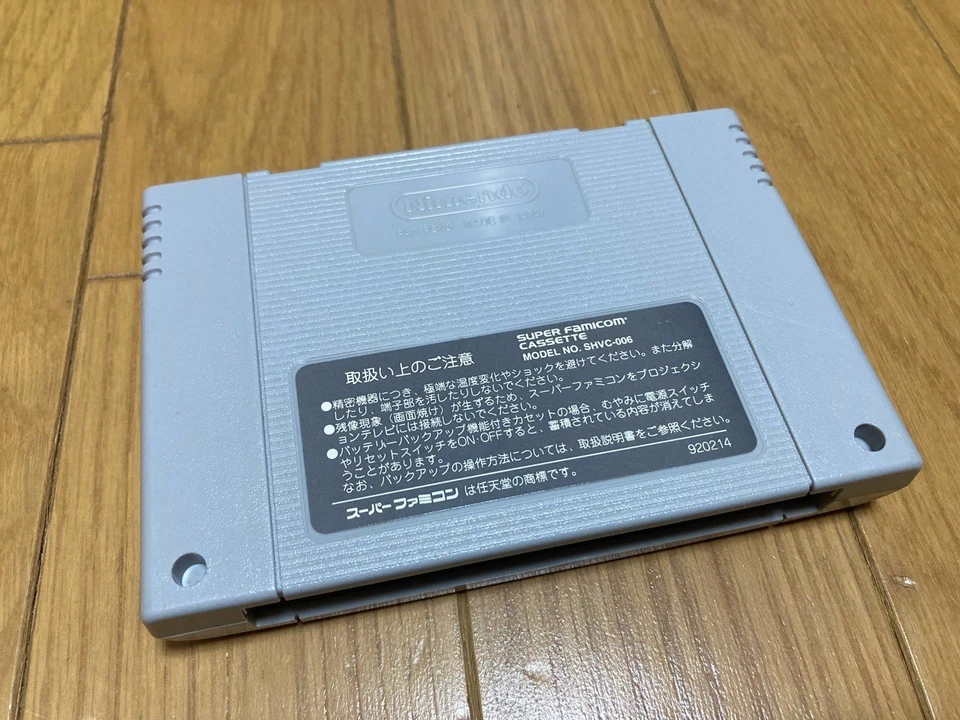 Nintendo
取扱い上のご注意
SUPER FAMICOM
CASSETTE
MODEL NO. SHVC-006
●精密機器につき、極端な温度変化やショックを避けてください。また分解
したり、端子部を汚したりしないでください。
●残像現象（画面焼け）が生ずるため、スーパーファミコンをプロジェクシ
ョンテレビには接続しないでください。
●バッテリーバックアップ機能付きカセットの場合、むやみに電源スイッチ
やリセットスイッチをON・OFFすると、蓄積されている内容が消えてしま
うことがあります。
なお、バックアップの操作方法については、取扱説明書をご参照ください。
920214
スーパーファミコンは任天堂の商標です。